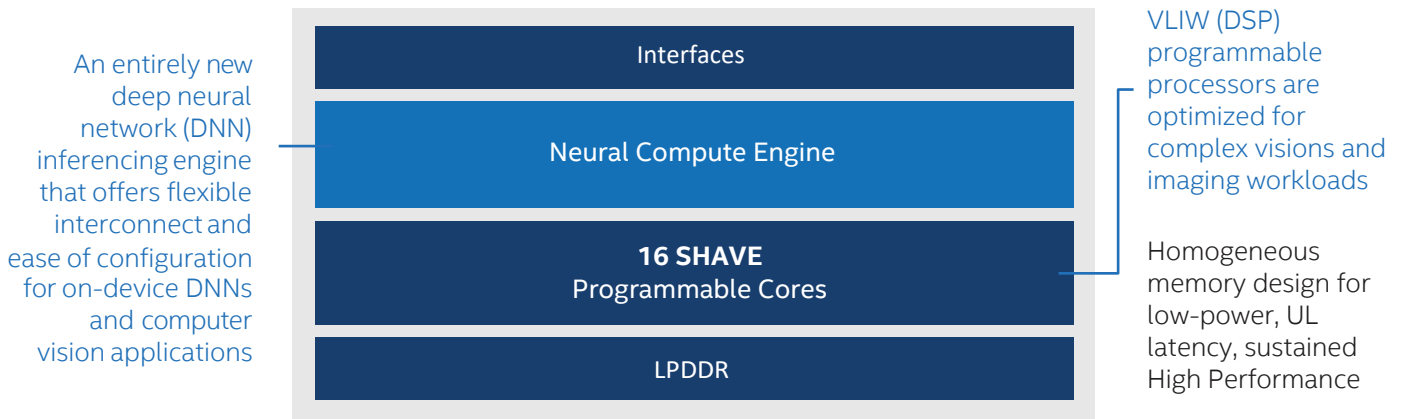 An entirely new
deep neural
network (DNN)
inferencing engine
that offers flexible
interconnect and
ease of configuration
for on-device DNNs
and computer
vision applications
Interfaces
Neural Compute Engine
16 SHAVE
Programmable Cores
LPDDR
VLIW (DSP)
programmable
processors are
optimized for
complex visions and
imaging workloads
Homogeneous
memory design for
low-power, UL
latency, sustained
High Performance